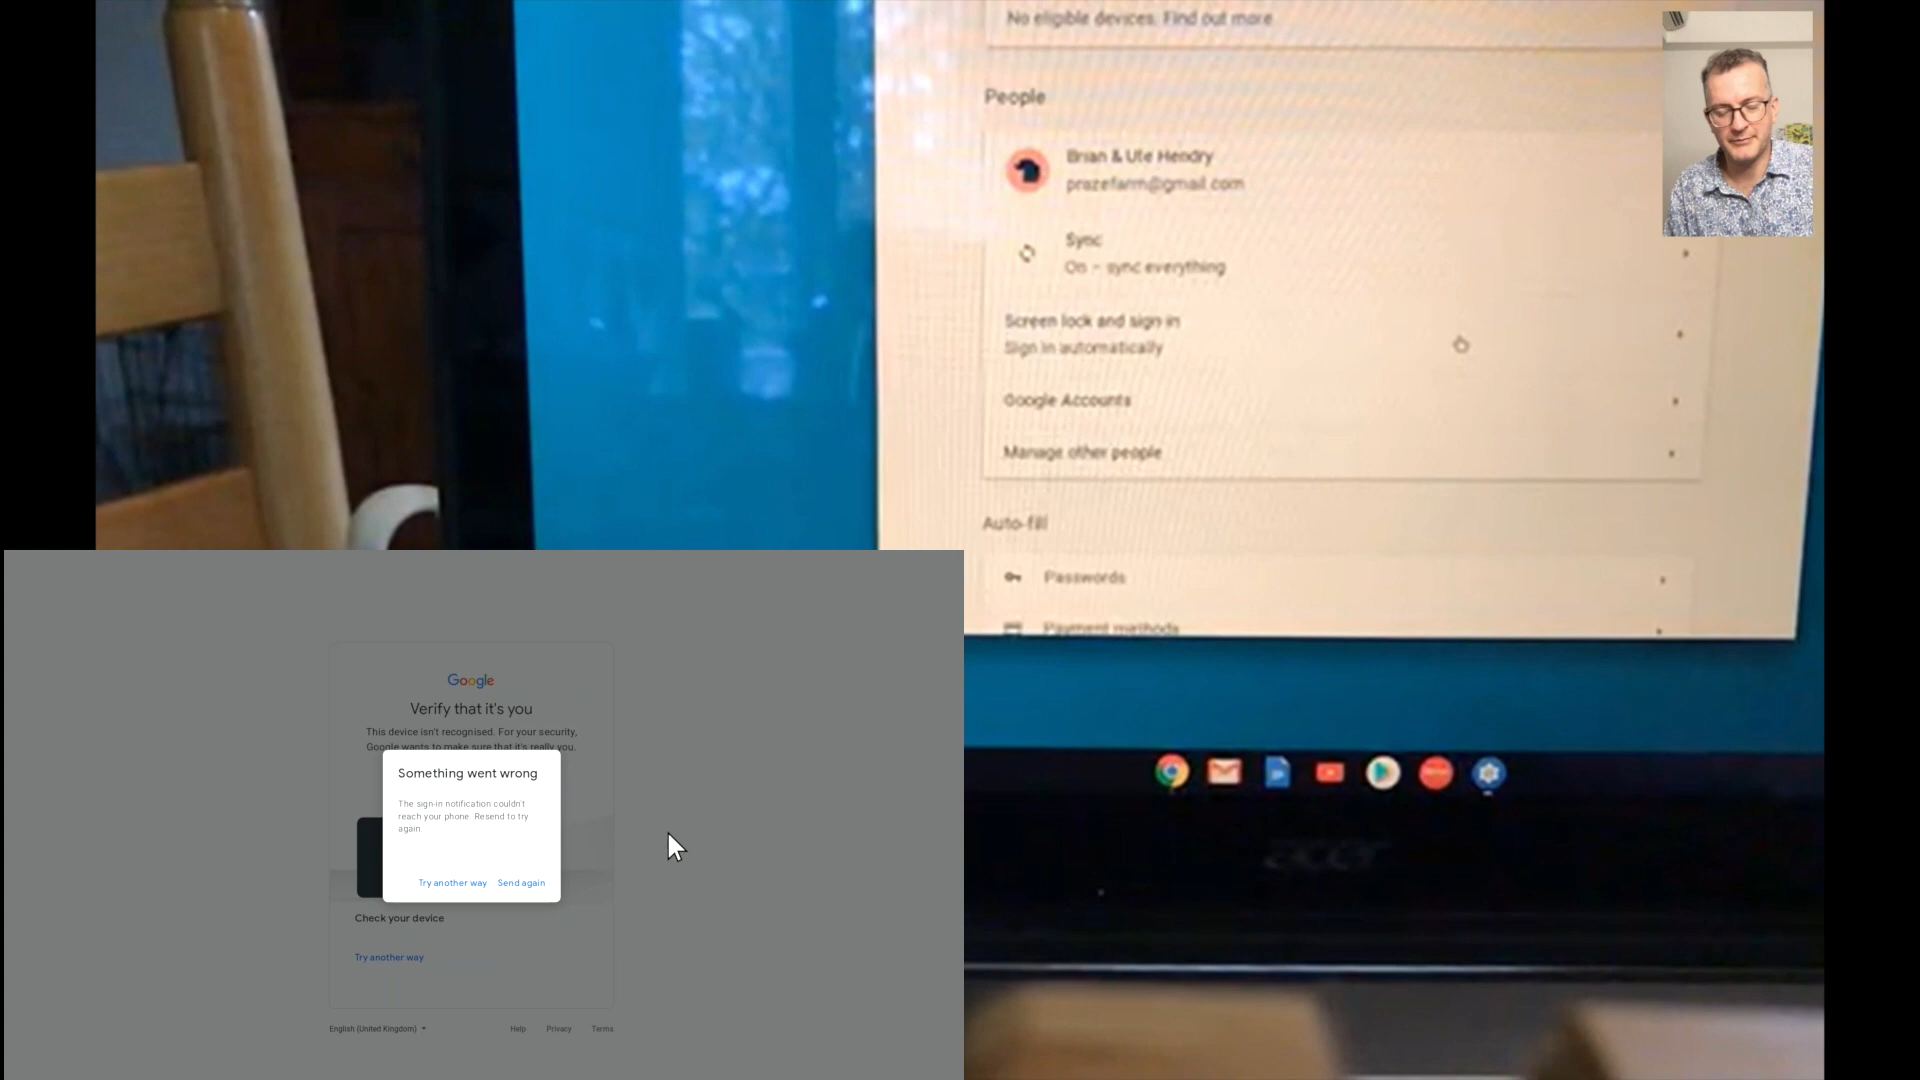 No eligible devices. Find out more
People
Brian & Ute Hendry
prazefarm@gmail.com
Sync
On – sync everything
Screen lock and sign in
Sign in automatically
Google Accounts
Manage other people
Auto-fill
Passwords
Payment methods
acer
Google
Verify that it's you
This device isn't recognised. For your security,
Google wants to make sure that it's really you.
Something went wrong
The sign-in notification couldn't
reach your phone. Resend to try
again
Try another way Send again
Check your device
Try another way
English (United Kingdom) Help Privacy Terms